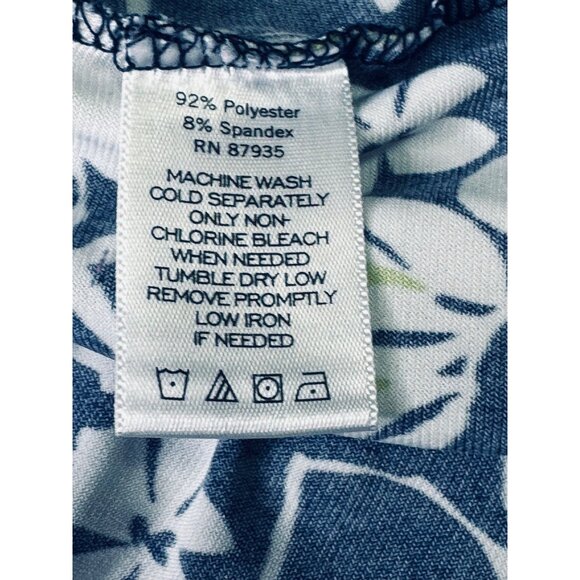 92% Polyester
8% Spandex
RN 87935
MACHINE WASH
COLD SEPARATELY
ONLY NON-
CHLORINE BLEACH
WHEN NEEDED
TUMBLE DRY LOW
REMOVE PROMPTLY
LOW IRON
IF NEEDED